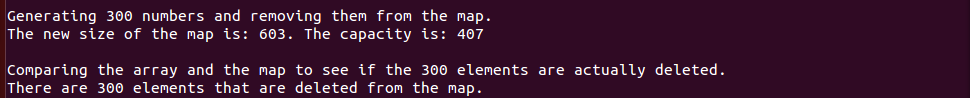 Generating 300 numbers and removing them from the map.
The new size of the map is: 603. The capacity is: 407
Comparing the array and the map to see if the 300 elements are actually deleted.
There are 300 elements that are deleted from the map.